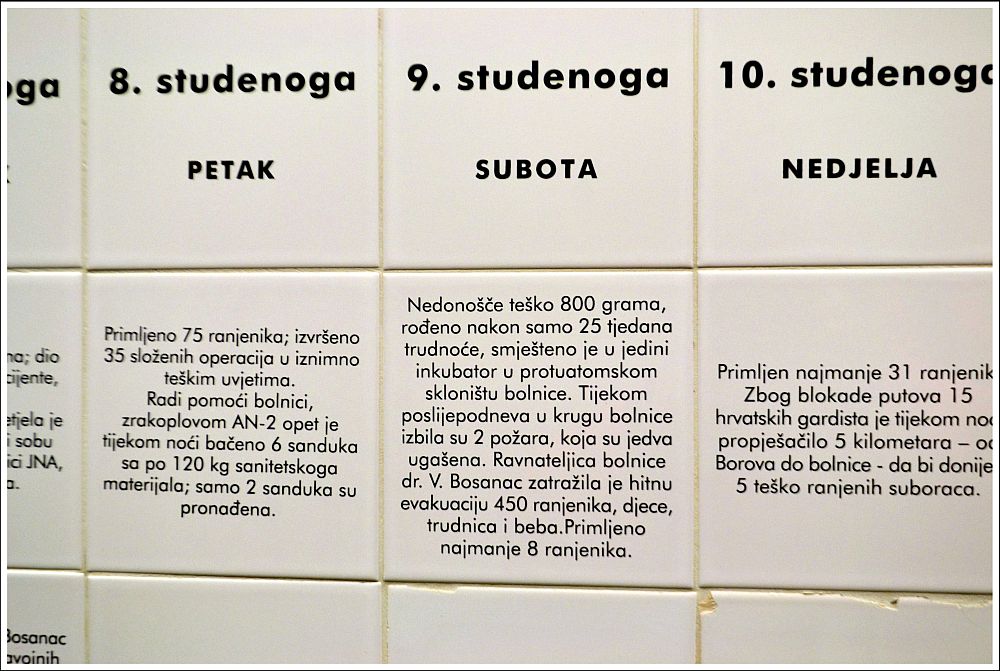 8. studenoga
PETAK
Primljeno 75 ranjenika; izvršeno
35 složenih operacija u iznimno
teškim uvjetima.
Radi pomoći bolnici,
zrakoplovom AN-2 opet je
tijekom noći bačeno 6 sanduka
sa po 120 kg sanitetskoga
materijala; samo 2 sanduka su
pronađena.
9. studenoga
SUBOTA
Nedonošče teško 800 grama,
rođeno nakon samo 25 tjedana
trudnoće, smješteno je u jedini
inkubator u protuatomskom
skloništu bolnice. Tijekom
poslijepodneva u krugu bolnice
izbila su 2 požara, koja su jedva
ugašena. Ravnateljica bolnice
dr. V. Bosanac zatražila je hitnu
evakuaciju 450 ranjenika, djece,
trudnica i beba.Primljeno
najmanje 8 ranjenika.
10. studenoga
NEDJELJA
Primljen najmanje 31 ranjenik
Zbog blokade putova 15
hrvatskih gardista je tijekom
propješačilo 5 kilometara –
Borova do bolnice - da bi
5 teško ranjenih suboraca.
dio
je
i sobu
JNA,
Bosanac